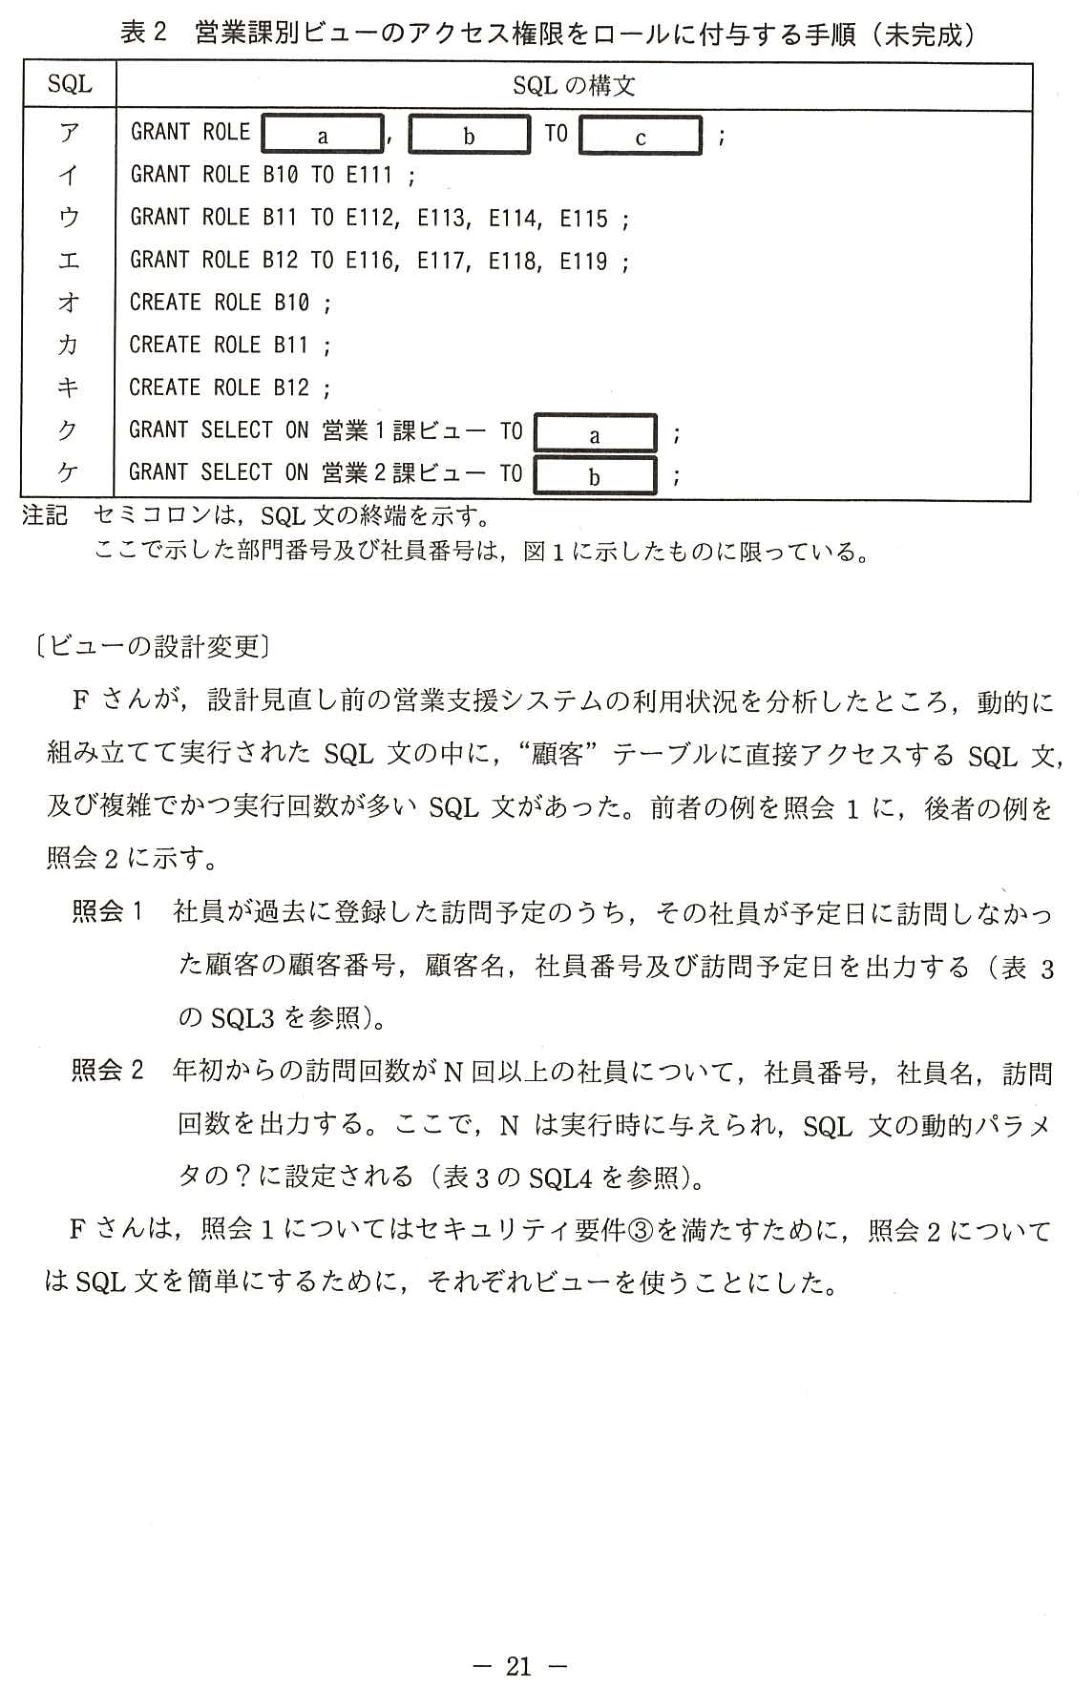 表2 営業課別ビューのアクセス権限をロールに付与する手順（未完成）
SQL SQLの構文
ア GRANT ROLE a , b TO c ;
イ GRANT ROLE B10 TO E111 ;
ウ GRANT ROLE B11 TO E112, E113, E114, E115 ;
エ GRANT ROLE B12 TO E116, E117, E118, E119 ;
オ CREATE ROLE B10 ;
カ CREATE ROLE B11 ;
キ CREATE ROLE B12 ;
ク GRANT SELECT ON 営業1課ビュー TO a ;
ケ GRANT SELECT ON 営業2課ビュー TO b ;
注記 セミコロンは，SQL文の終端を示す。
ここで示した部門番号及び社員番号は，図1に示したものに限っている。
〔ビューの設計変更〕
Fさんが，設計見直し前の営業支援システムの利用状況を分析したところ，動的に
組み立てて実行された SQL 文の中に，“顧客” テーブルに直接アクセスする SQL 文，
及び複雑でかつ実行回数が多い SQL 文があった。前者の例を照会 1 に，後者の例を
照会2に示す。
照会1 社員が過去に登録した訪問予定のうち，その社員が予定日に訪問しなかっ
た顧客の顧客番号，顧客名，社員番号及び訪問予定日を出力する（表 3
の SQL3 を参照）。
照会2 年初からの訪問回数が N 回以上の社員について，社員番号，社員名，訪問
回数を出力する。ここで，N は実行時に与えられ，SQL 文の動的パラメ
タの？に設定される（表3の SQL4 を参照）。
Fさんは，照会1についてはセキュリティ要件③を満たすために，照会2について
は SQL 文を簡単にするために，それぞれビューを使うことにした。
－ 21 －